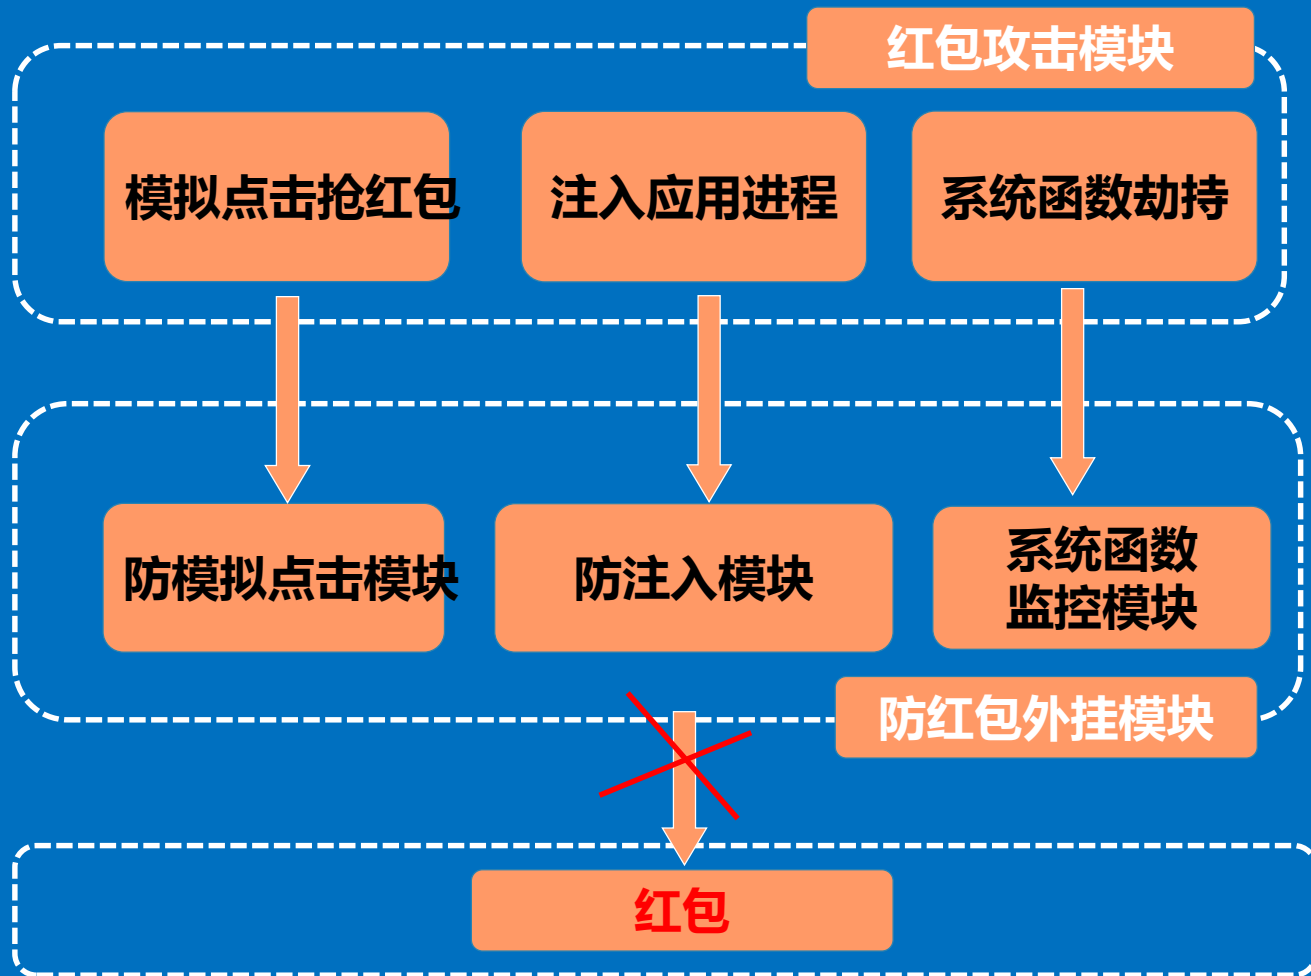 红包攻击模块
模拟点击抢红包
注入应用进程
系统函数劫持
防模拟点击模块
防注入模块
系统函数
监控模块
防红包外挂模块
红包